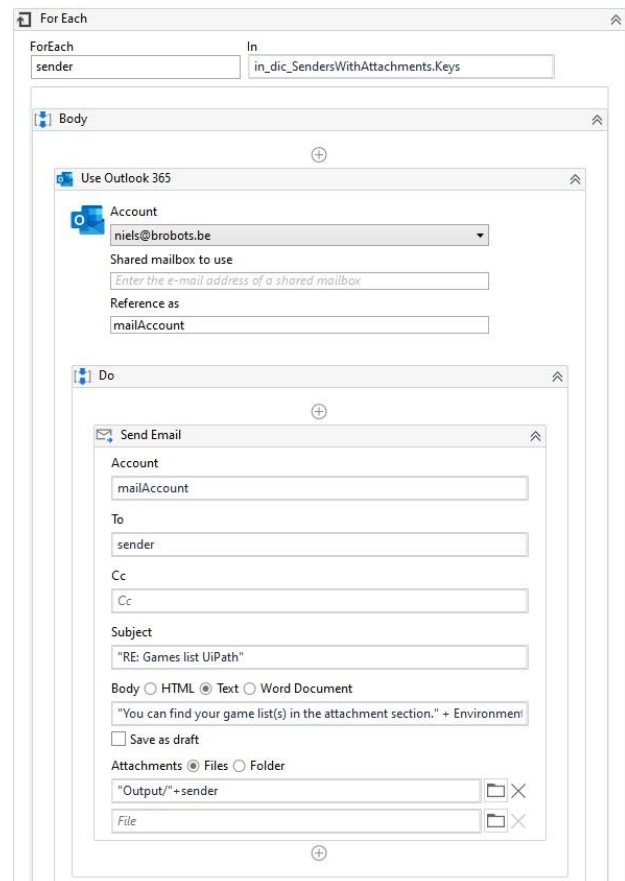 For Each
ForEach In
sender in_dic_SendersWithAttachments.Keys
Body
Use Outlook 365
Account
niels@brobots.be
Shared mailbox to use
Enter the e-mail address of a shared mailbox
Reference as
mailAccount
Do
Send Email
Account
mailAccount
To
sender
Cc
Cc
Subject
"RE: Games list UiPath"
Body HTML Text Word Document
"You can find your game list(s) in the attachment section." + Environment
Save as draft
Attachments Files Folder
"Output/"+sender
File